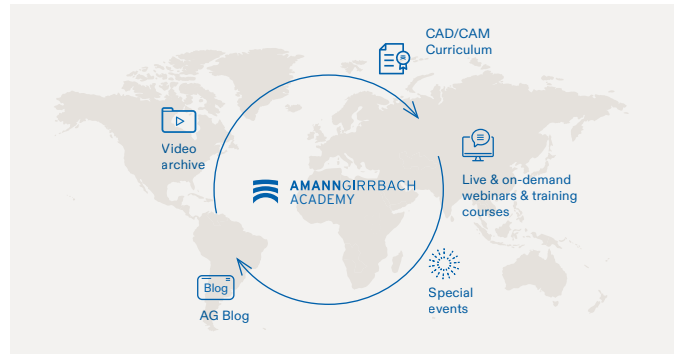 CAD/CAM
Curriculum
Video
archive
AMANNGIRRBACH
ACADEMY
Live & on-demand
webinars & training
courses
Special
events
Blog
AG Blog